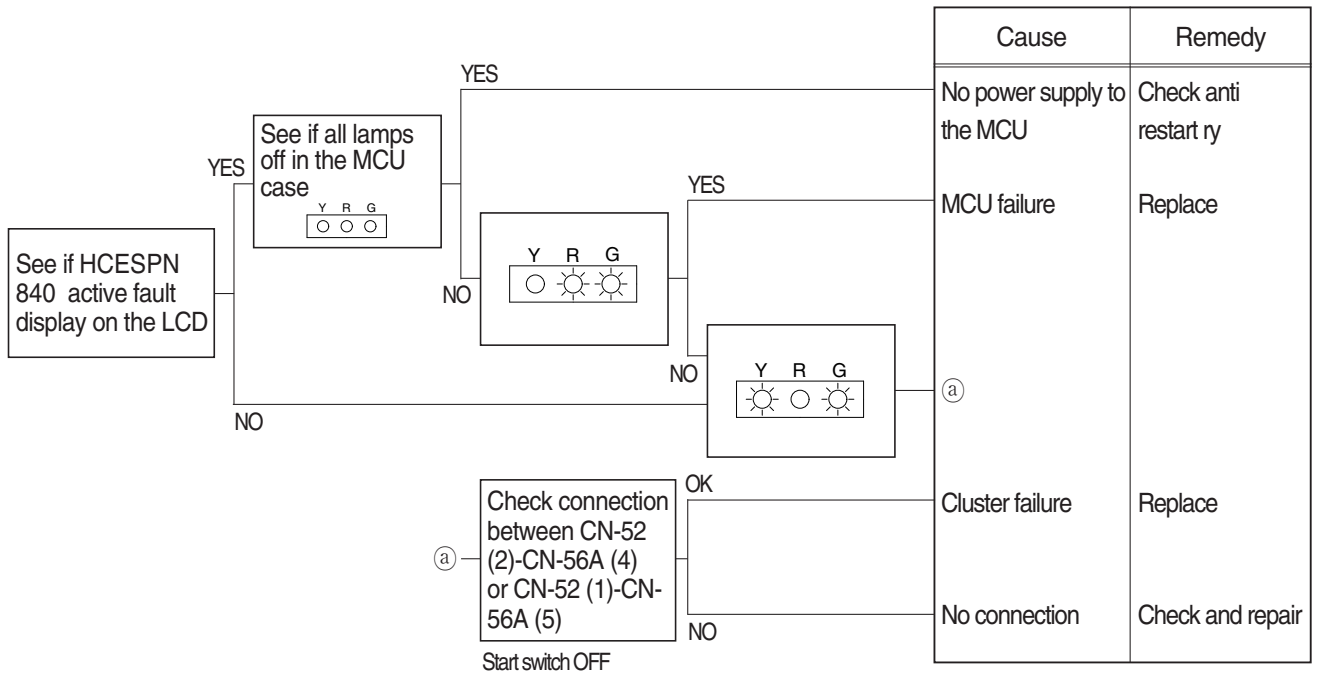 Cause
Remedy
YES
No power supply to
the MCU
Check anti
restart ry
See if all lamps
off in the MCU
case
Y R G
YES
YES
MCU failure
Replace
See if HCESPN
840 active fault
display on the LCD
Y R G
NO
NO
Y R G
ⓐ
NO
OK
Check connection
between CN-52
(2)-CN-56A (4)
or CN-52 (1)-CN-
56A (5)
Cluster failure
Replace
ⓐ
No connection
Check and repair
NO
Start switch OFF